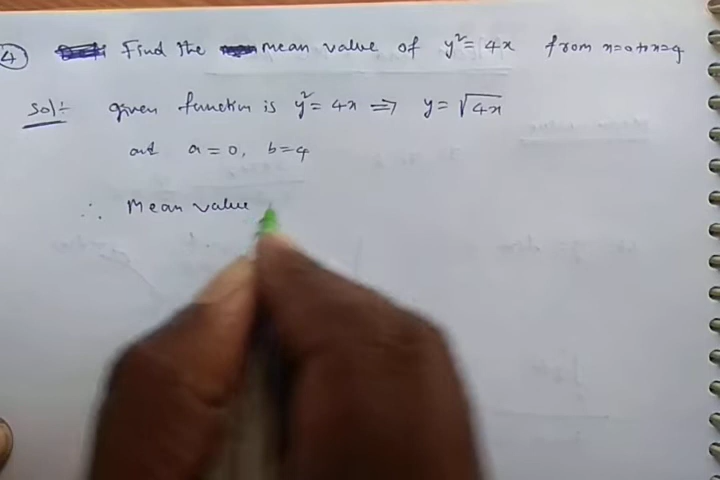 ④ Find the mean value of y² = 4x from x=0 to x=4
Sol:- given function is y² = 4x ⇒ y = √4x
and a = 0, b = 4
∴ Mean value